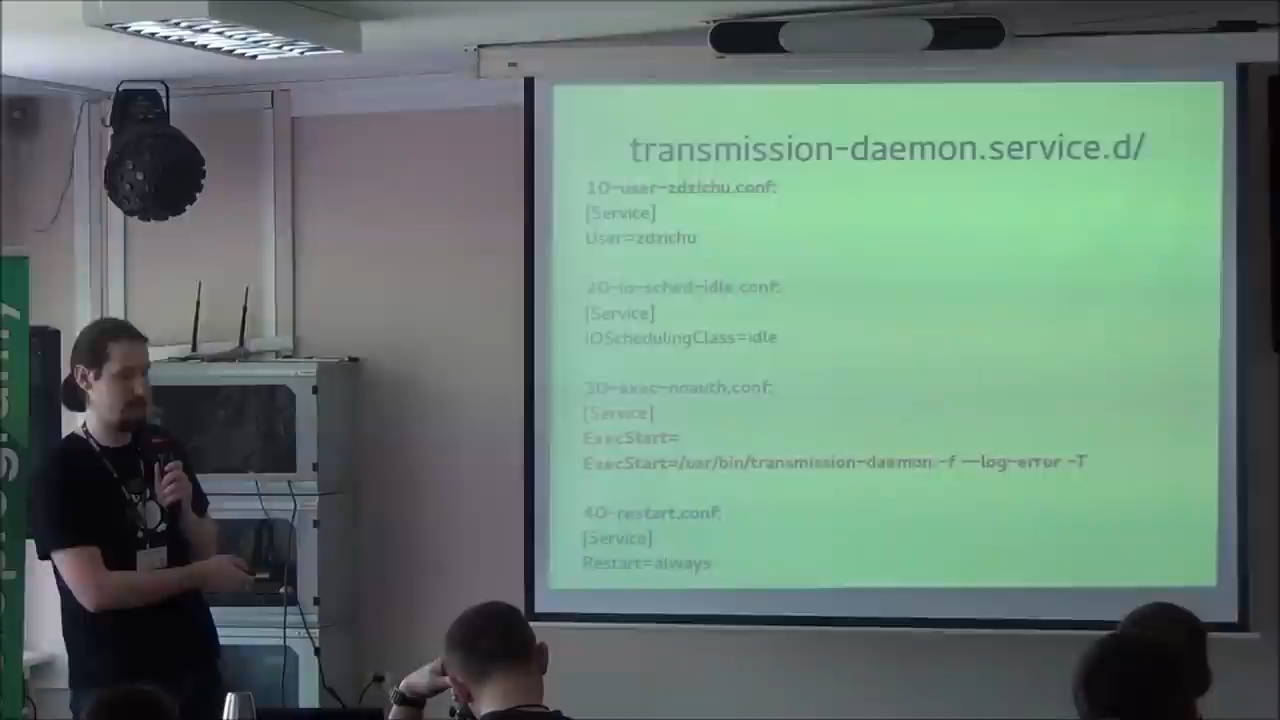 transmission-daemon.service.d/
10-user-zdzichu.conf:
[Service]
User=zdzichu
20-io-sched-idle.conf:
[Service]
IOSchedulingClass=idle
30-exec-noauth.conf:
[Service]
ExecStart=
ExecStart=/usr/bin/transmission-daemon -f --log-error -T
40-restart.conf:
[Service]
Restart=always